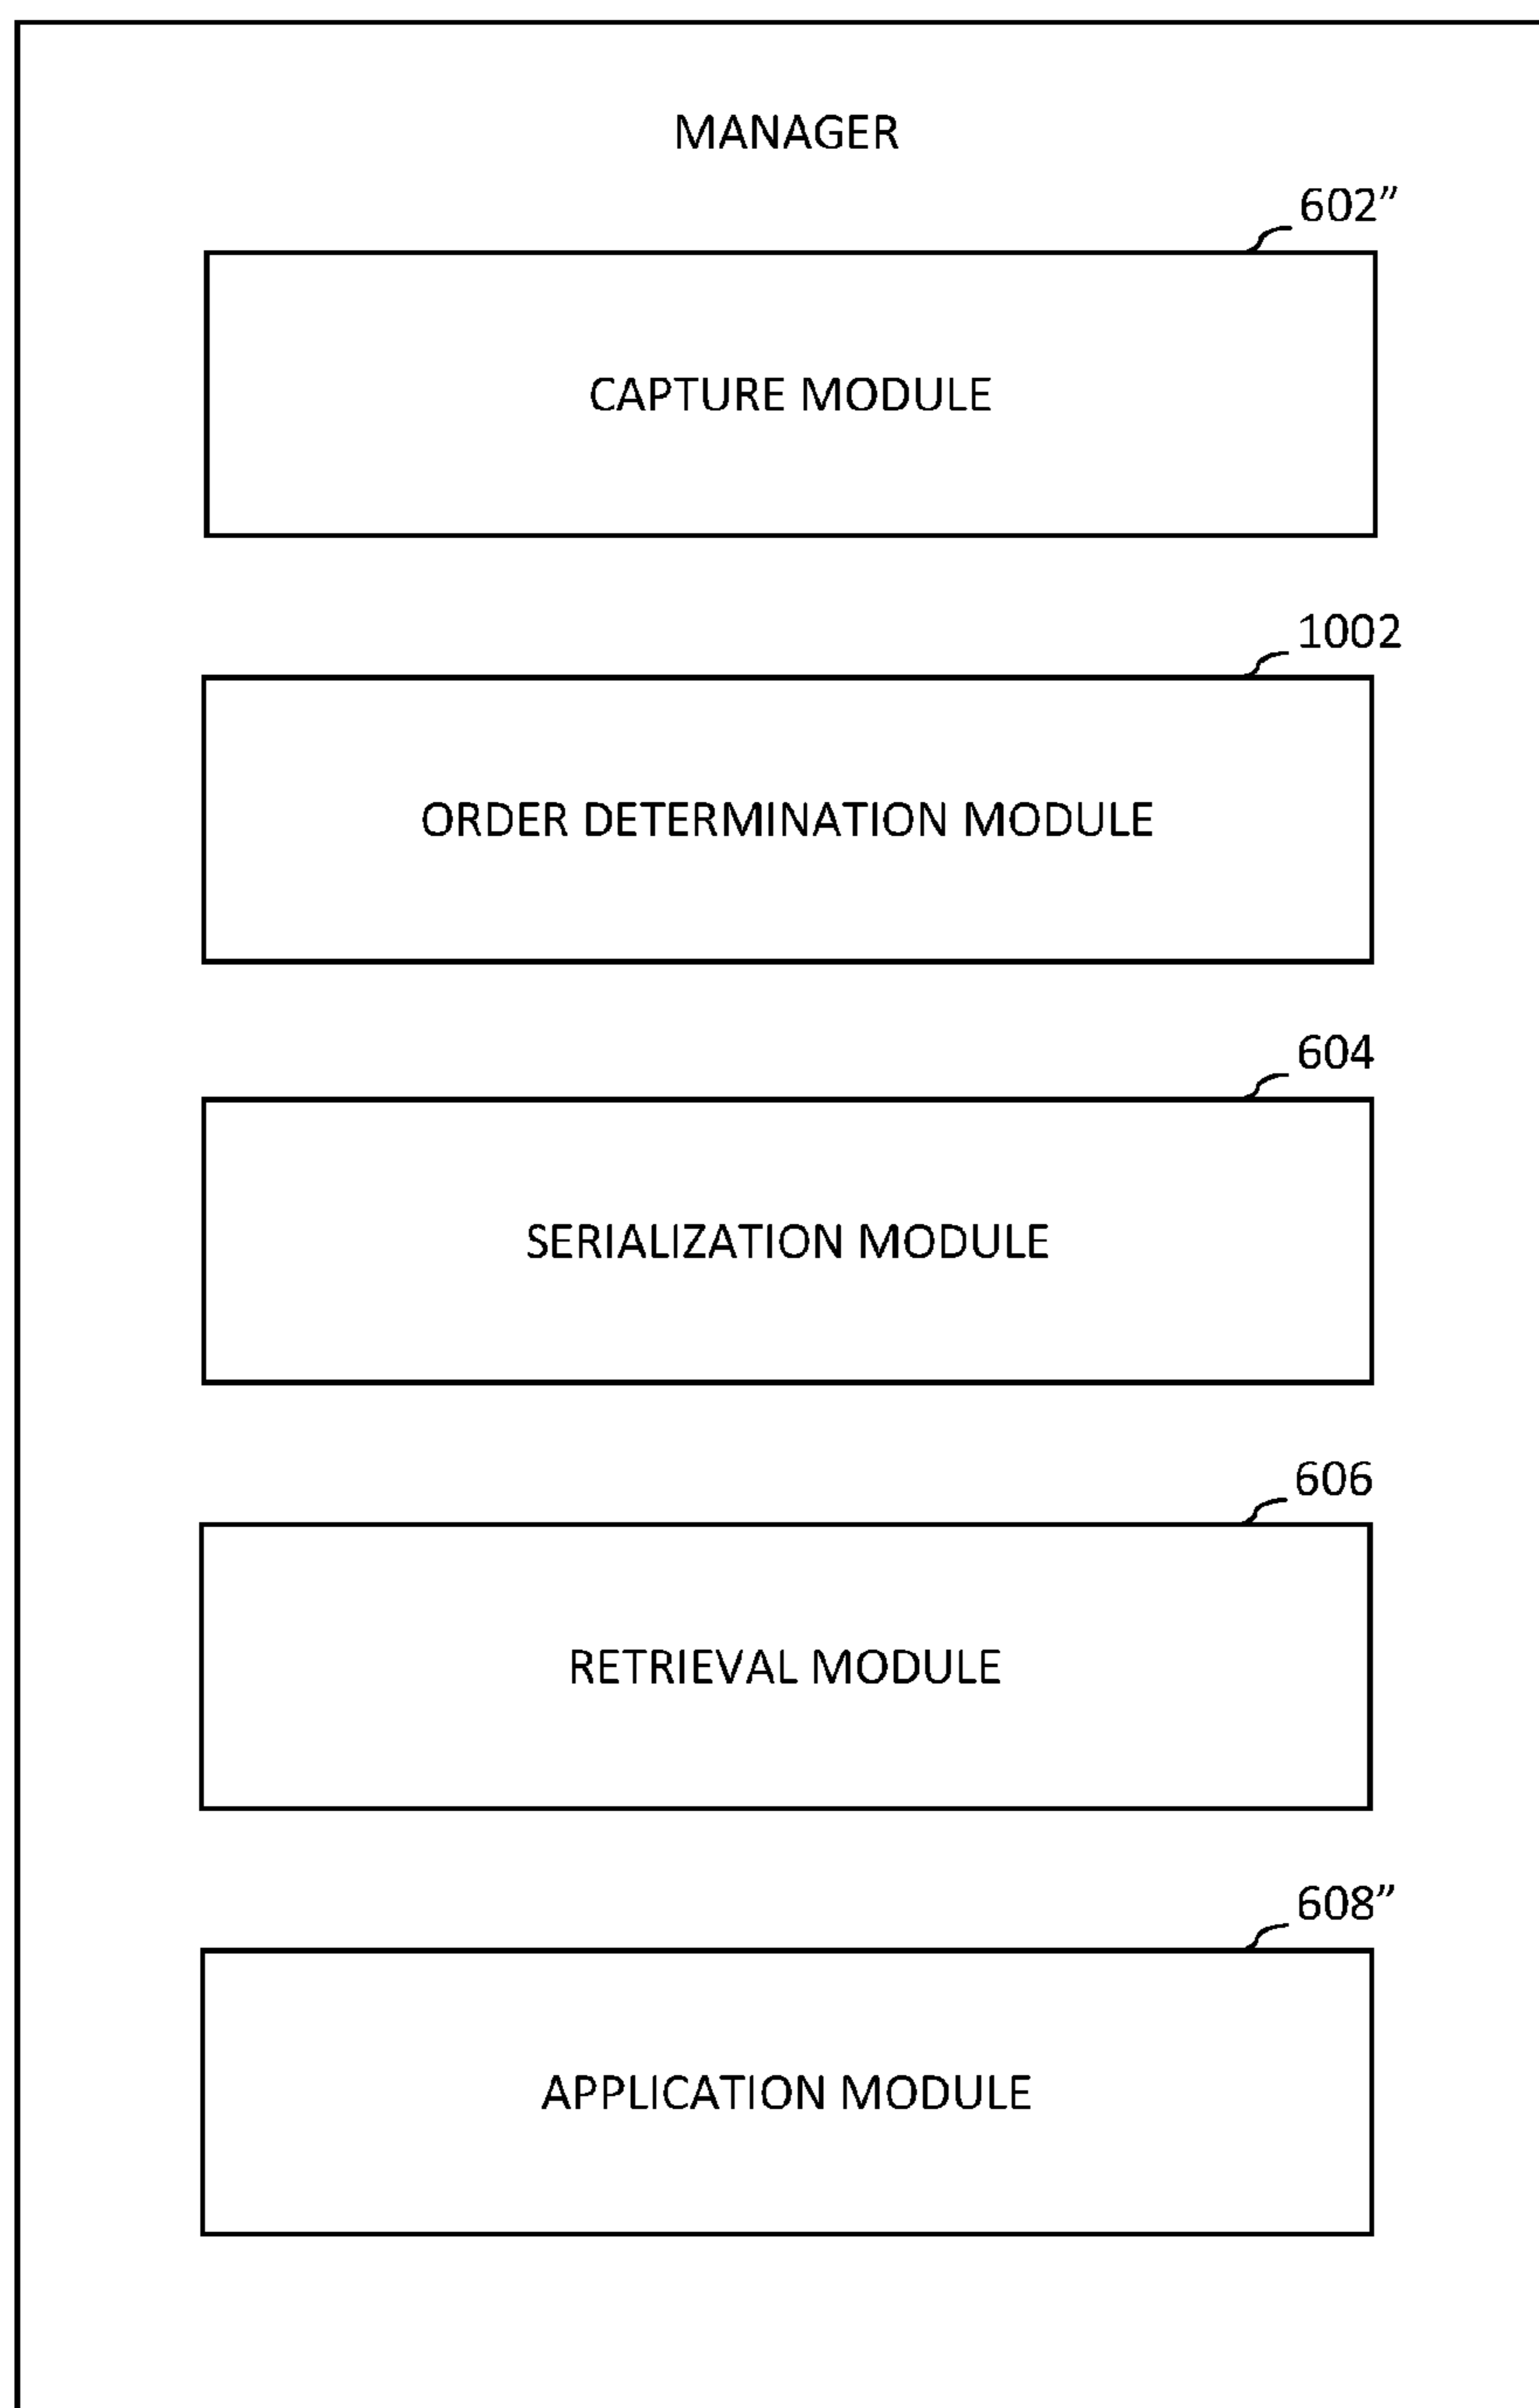 MANAGER
602”
CAPTURE MODULE
1002
ORDER DETERMINATION MODULE
604
SERIALIZATION MODULE
606
RETRIEVAL MODULE
608”
APPLICATION MODULE